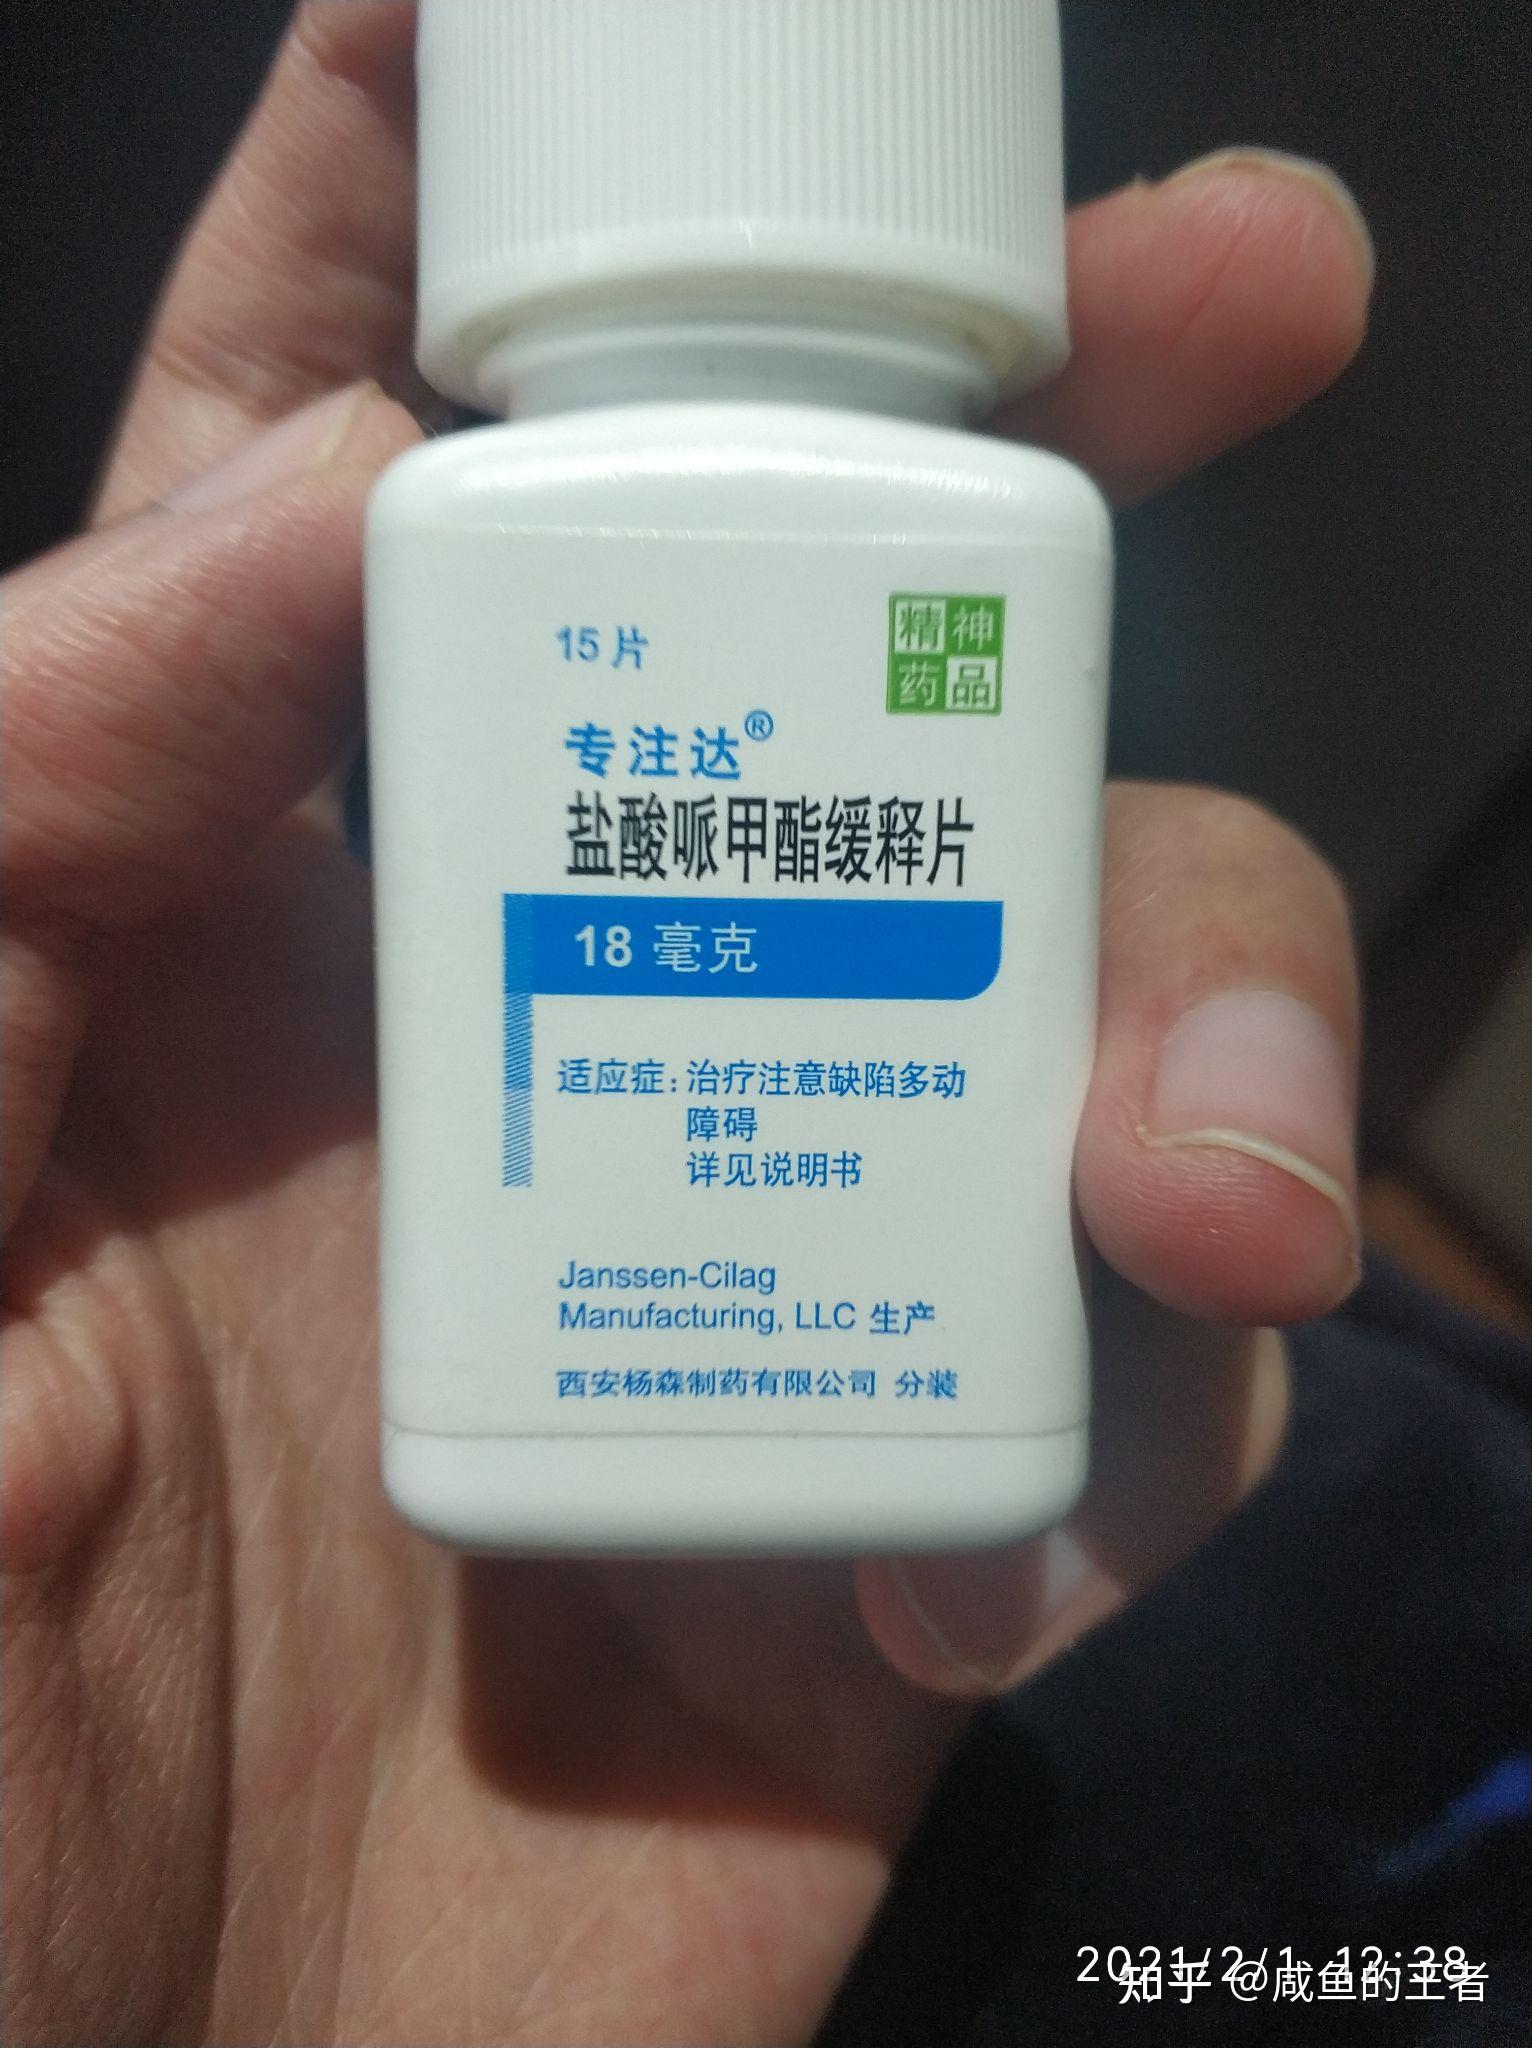 15 片
精神
药品
专注达®
盐酸哌甲酯缓释片
18 毫克
适应症：治疗注意缺陷多动
障碍
详见说明书
Janssen-Cilag
Manufacturing, LLC 生产
西安杨森制药有限公司 分装
2021/2/1 12:38
知乎 @咸鱼的王者